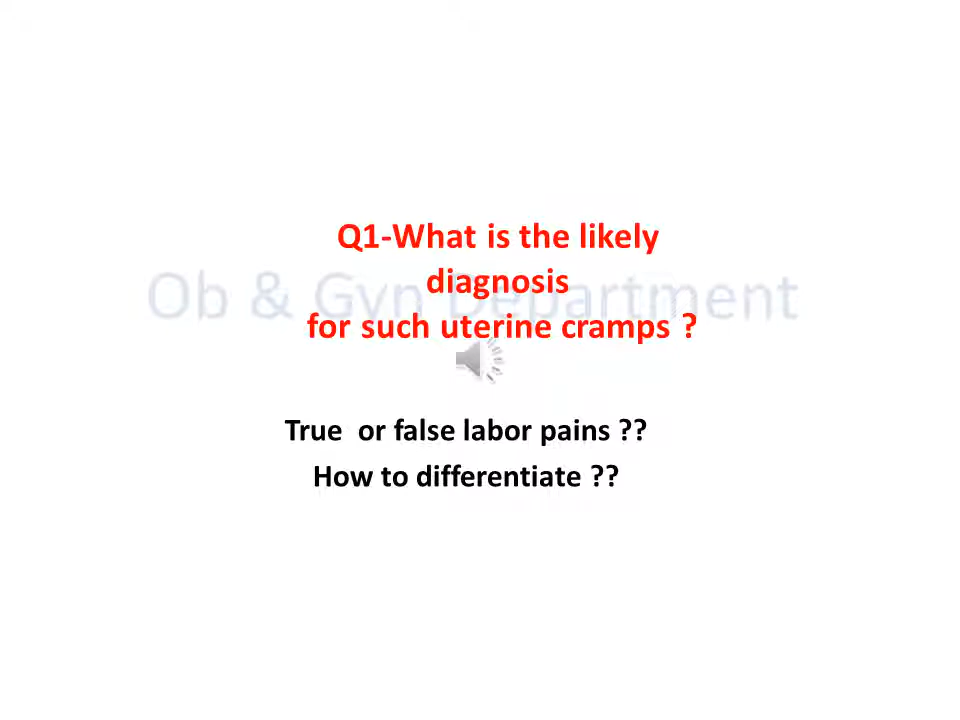 Q1-What is the likely
diagnosis
Ob & Gyn Department
for such uterine cramps ?
True or false labor pains ??
How to differentiate ??